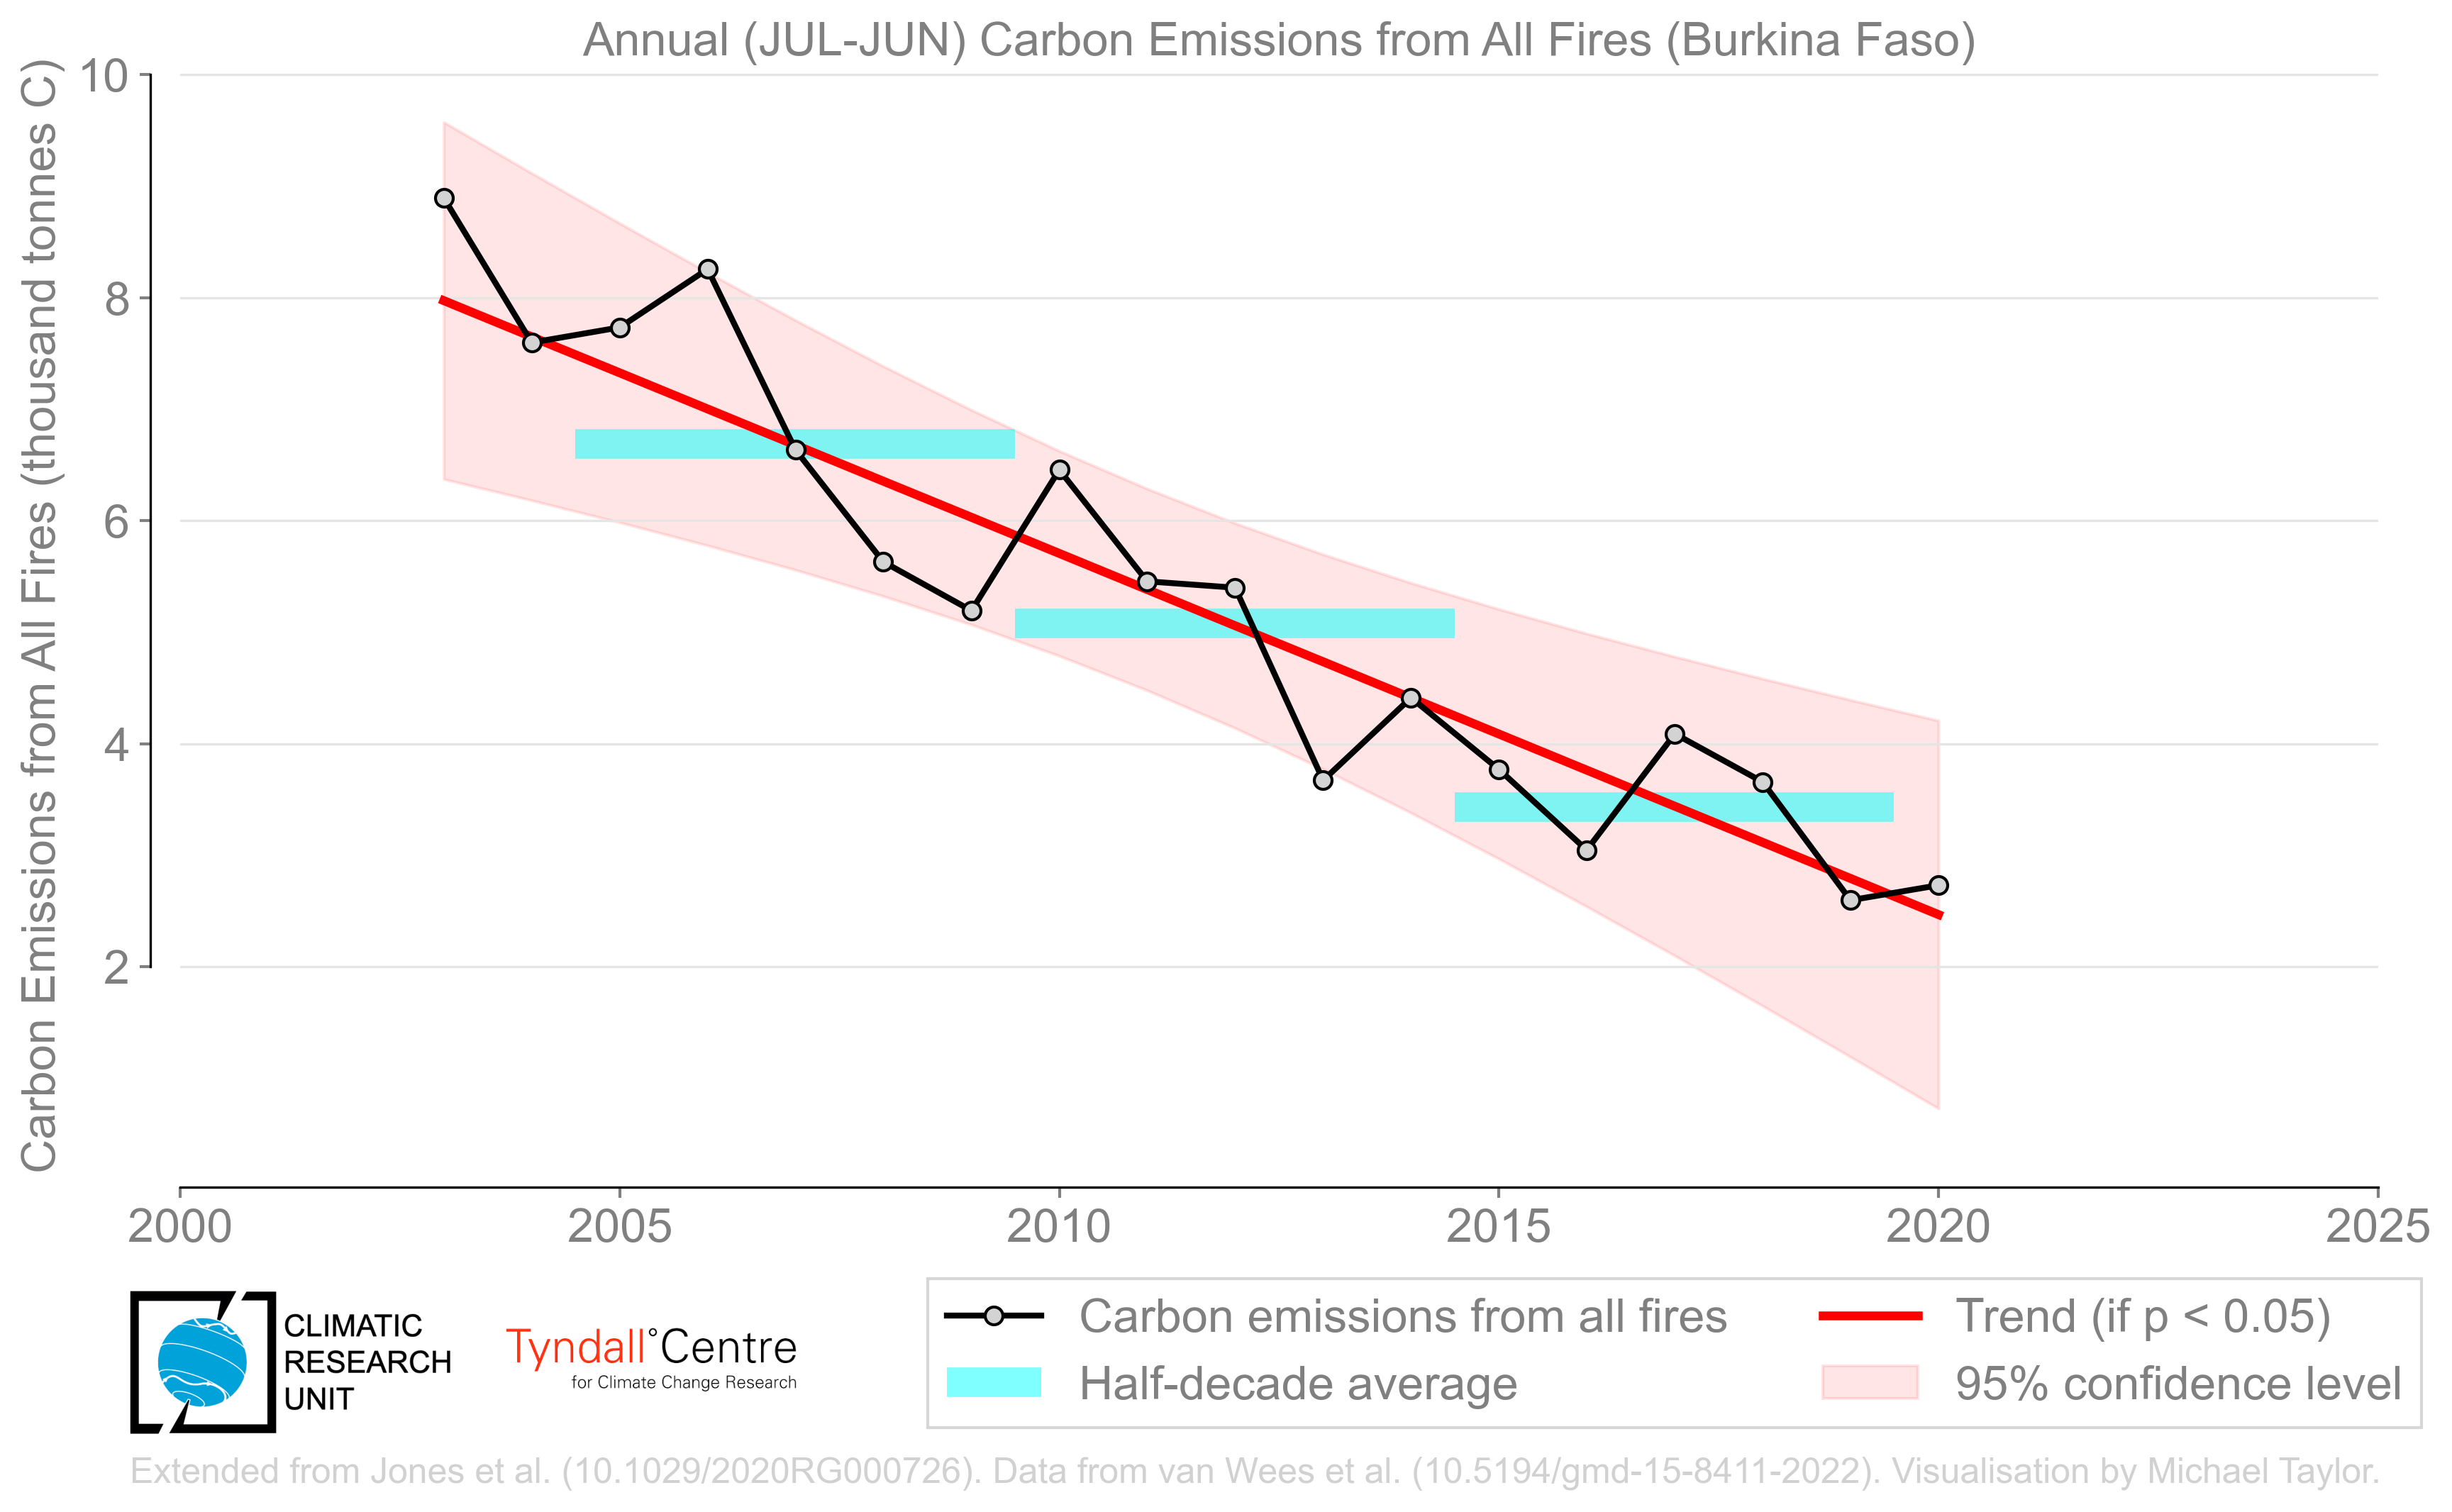 Annual (JUL-JUN) Carbon Emissions from All Fires (Burkina Faso)
Carbon Emissions from All Fires (thousand tonnes C)
10
8
6
4
2
2000 2005 2010 2015 2020 2025
CLIMATIC
RESEARCH
UNIT
Tyndall°Centre
for Climate Change Research
Carbon emissions from all fires
Half-decade average
Trend (if p < 0.05)
95% confidence level
Extended from Jones et al. (10.1029/2020RG000726). Data from van Wees et al. (10.5194/gmd-15-8411-2022). Visualisation by Michael Taylor.